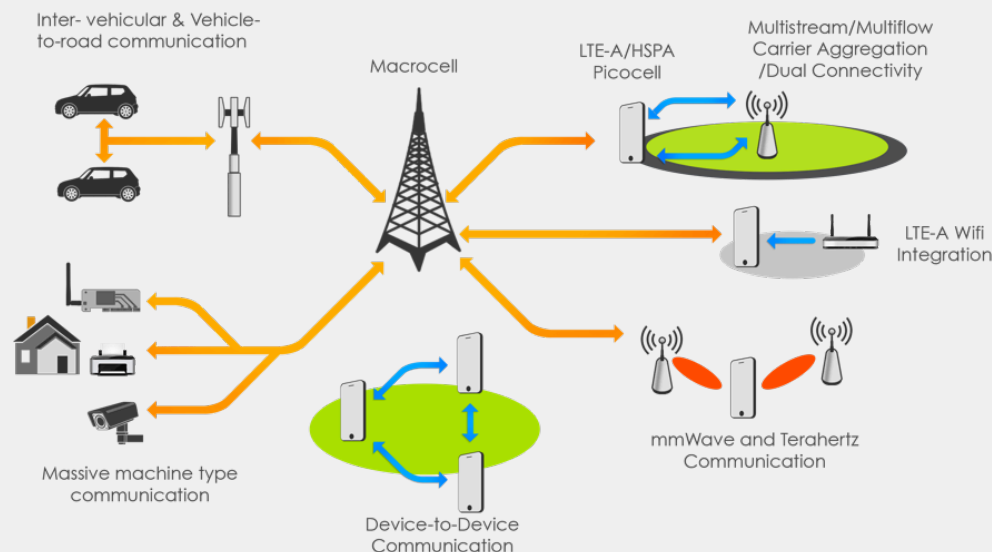 Inter- vehicular & Vehicle-
to-road communication
Macrocell
LTE-A/HSPA
Picocell
Multistream/Multiflow
Carrier Aggregation
/Dual Connectivity
LTE-A Wifi
Integration
mmWave and Terahertz
Communication
Massive machine type
communication
Device-to-Device
Communication